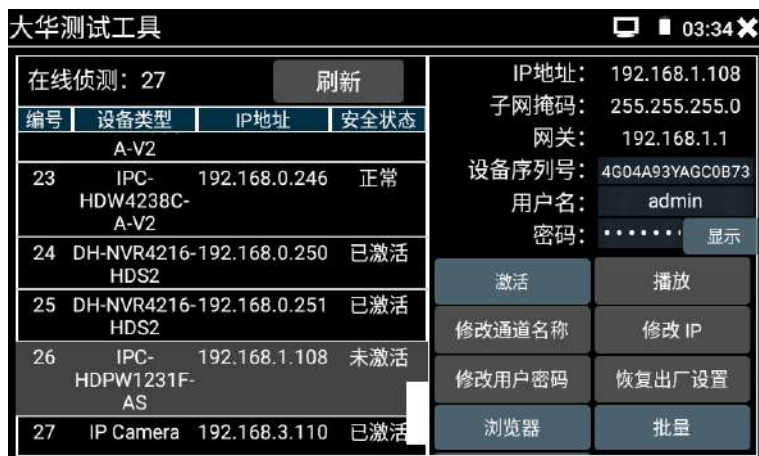 大华测试工具
03:34
在线侦测：27
刷新
编号 设备类型 IP地址 安全状态
A-V2
23 IPC- 192.168.0.246 正常
HDW4238C-
A-V2
24 DH-NVR4216- 192.168.0.250 已激活
HDS2
25 DH-NVR4216- 192.168.0.251 已激活
HDS2
26 IPC- 192.168.1.108 未激活
HDPW1231F-
AS
27 IP Camera 192.168.3.110 已激活
IP地址： 192.168.1.108
子网掩码： 255.255.255.0
网关： 192.168.1.1
设备序列号： 4G04A93YAGC0B73
用户名： admin
密码： ······· 显示
激活 播放
修改通道名称 修改 IP
修改用户密码 恢复出厂设置
浏览器 批量